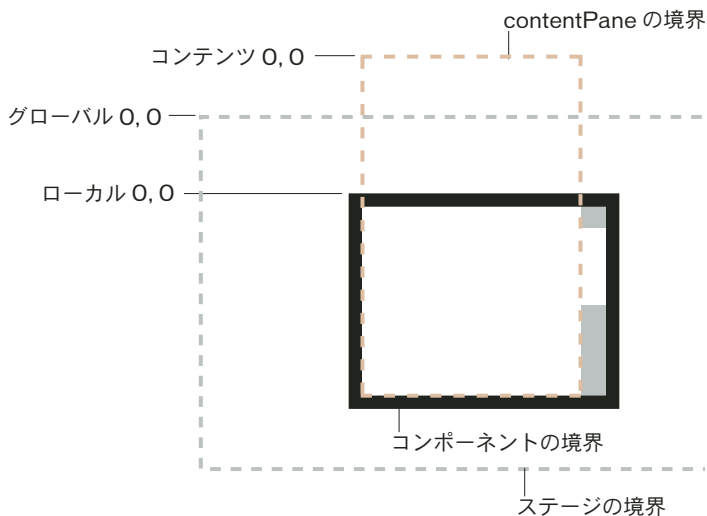 contentPane の境界
コンテンツ 0, 0
グローバル 0, 0
ローカル 0, 0
コンポーネントの境界
ステージの境界